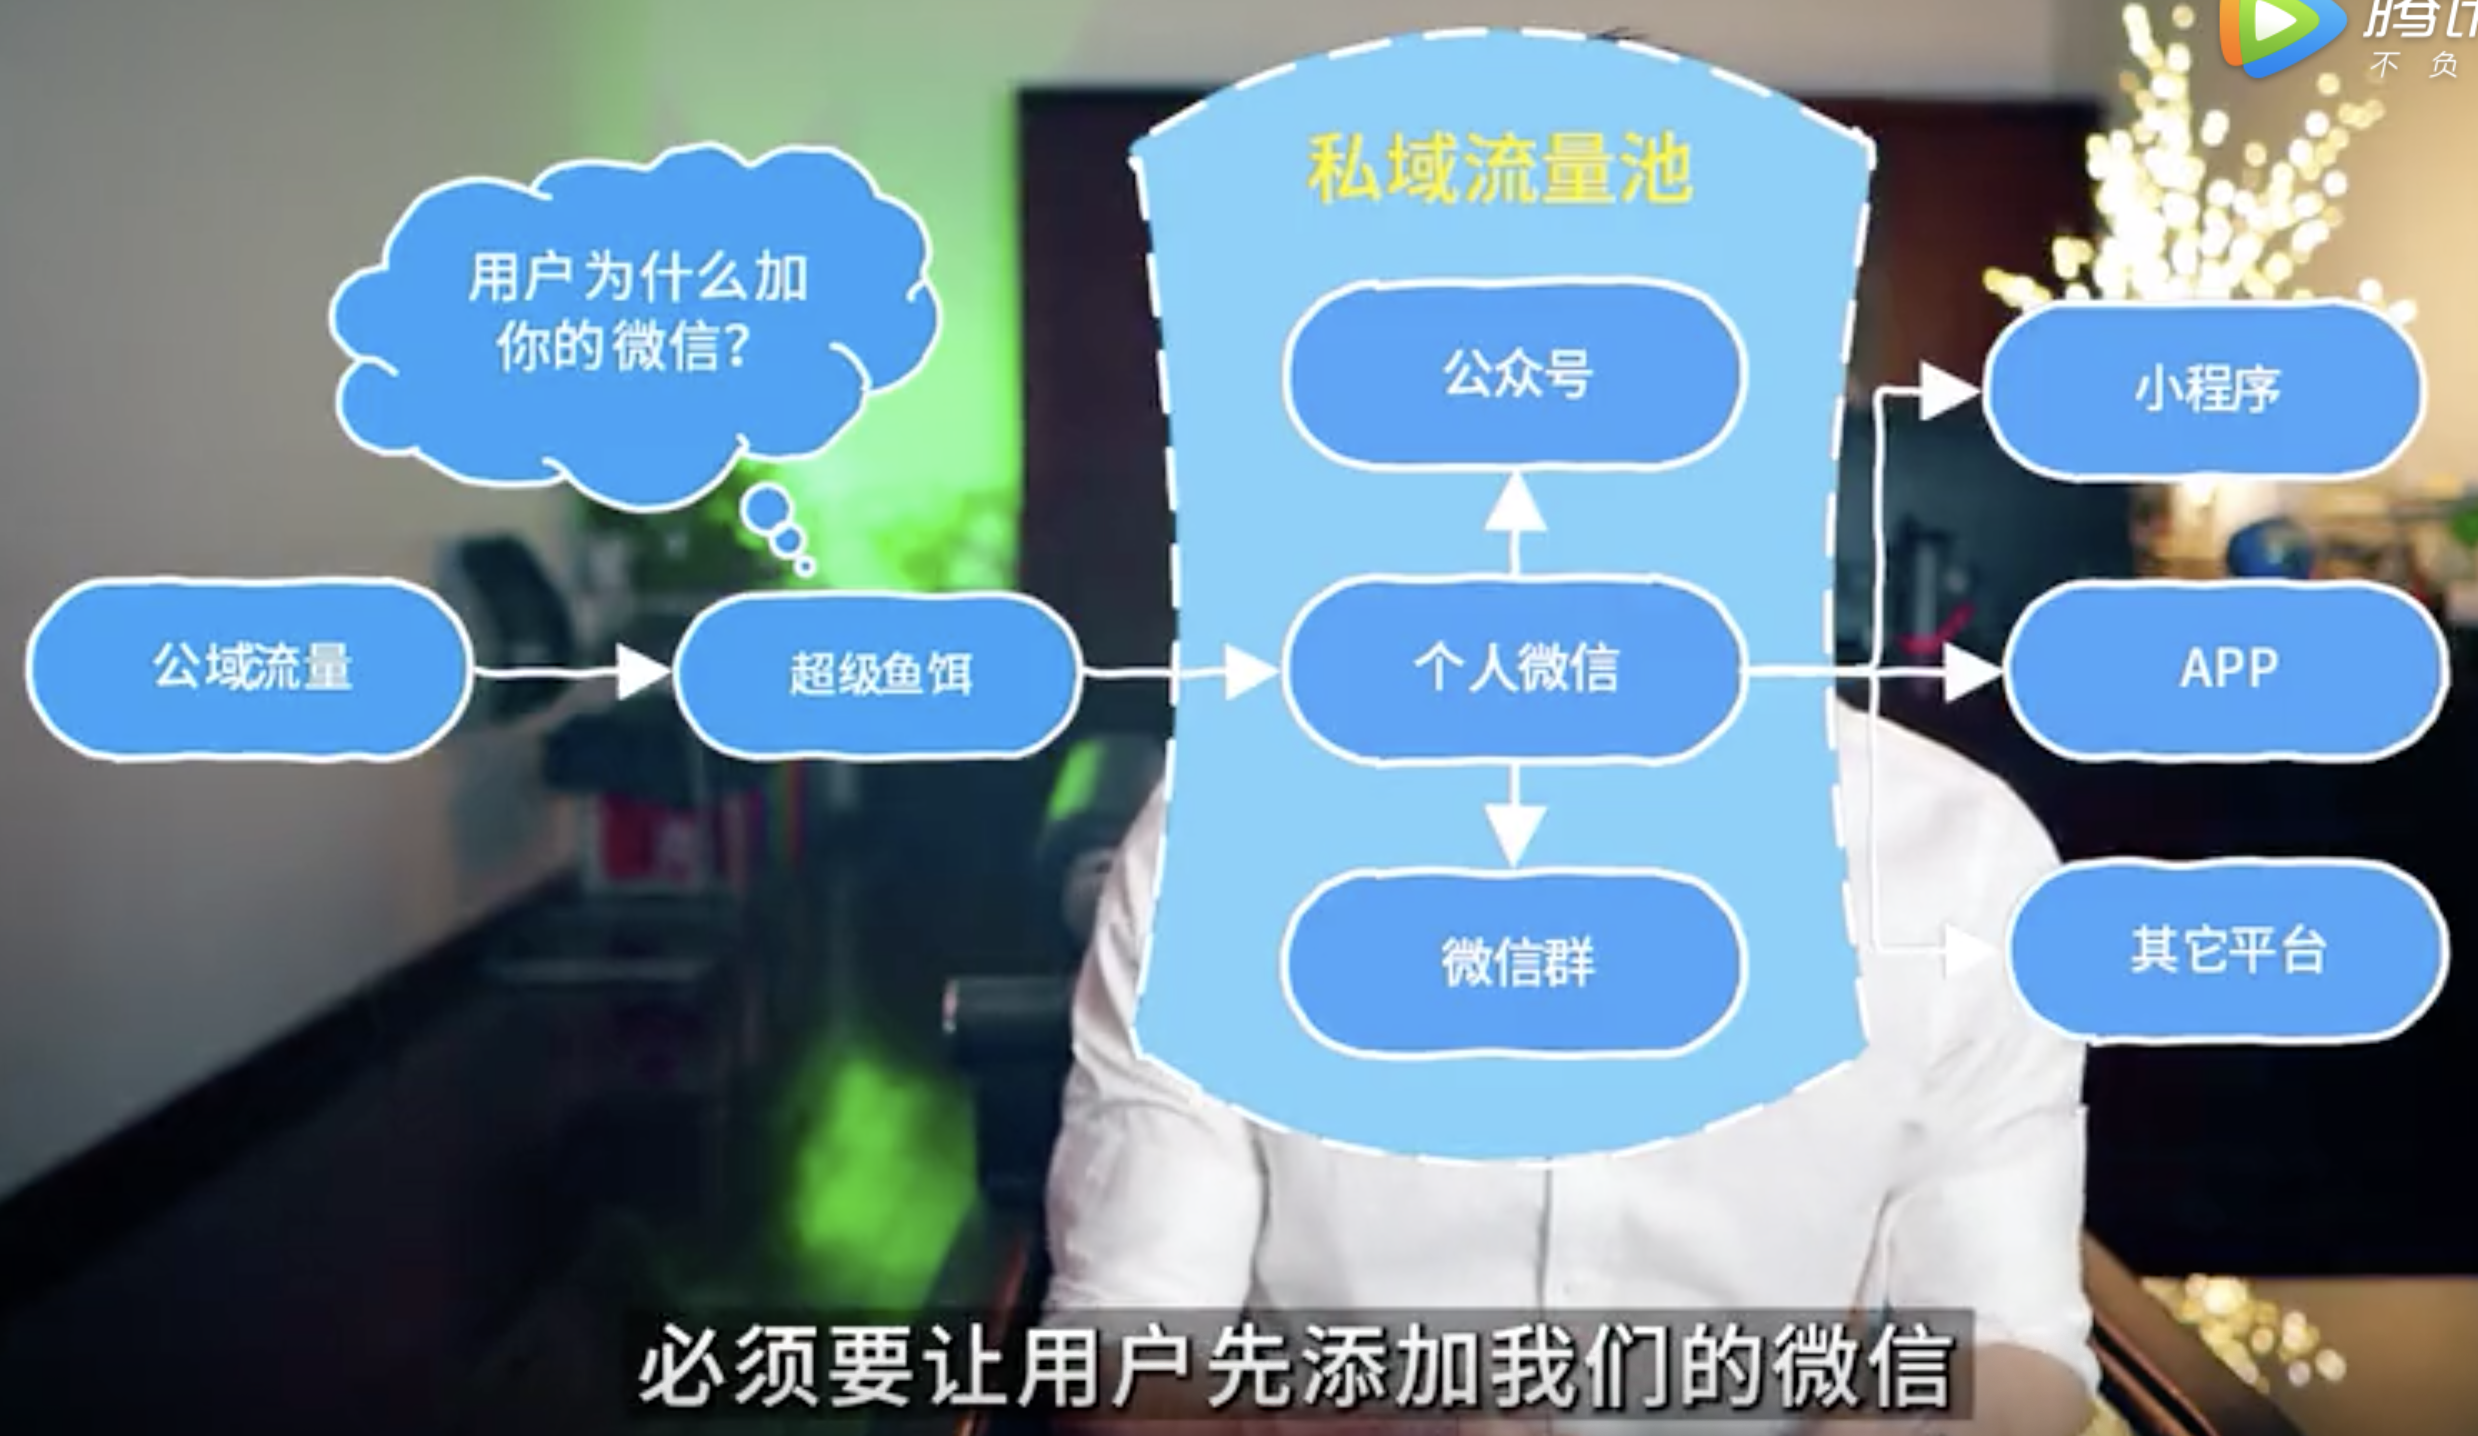 不负
私域流量池
用户为什么加
你的微信？
公众号
小程序
公域流量
超级鱼饵
个人微信
APP
微信群
其它平台
必须要让用户先添加我们的微信